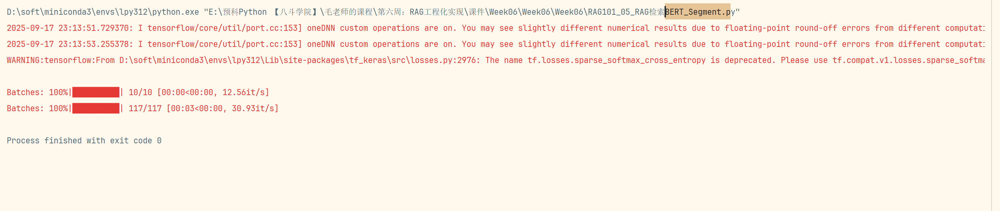 D:\soft\miniconda3\envs\lpy312\python.exe "E:\预科Python 【八斗学院】\毛老师的课程\第六周：RAG工程化实现\课件\Week06\Week06\Week06\RAG101_05_RAG检索BERT_Segment.py"
2025-09-17 23:13:51.729370: I tensorflow/core/util/port.cc:153] oneDNN custom operations are on. You may see slightly different numerical results due to floating-point round-off errors from different computati
2025-09-17 23:13:53.255378: I tensorflow/core/util/port.cc:153] oneDNN custom operations are on. You may see slightly different numerical results due to floating-point round-off errors from different computati
WARNING:tensorflow:From D:\soft\miniconda3\envs\lpy312\Lib\site-packages\tf_keras\src\losses.py:2976: The name tf.losses.sparse_softmax_cross_entropy is deprecated. Please use tf.compat.v1.losses.sparse_softma
Batches: 100%|██████████| 10/10 [00:00<00:00, 12.56it/s]
Batches: 100%|██████████| 117/117 [00:03<00:00, 30.93it/s]
Process finished with exit code 0